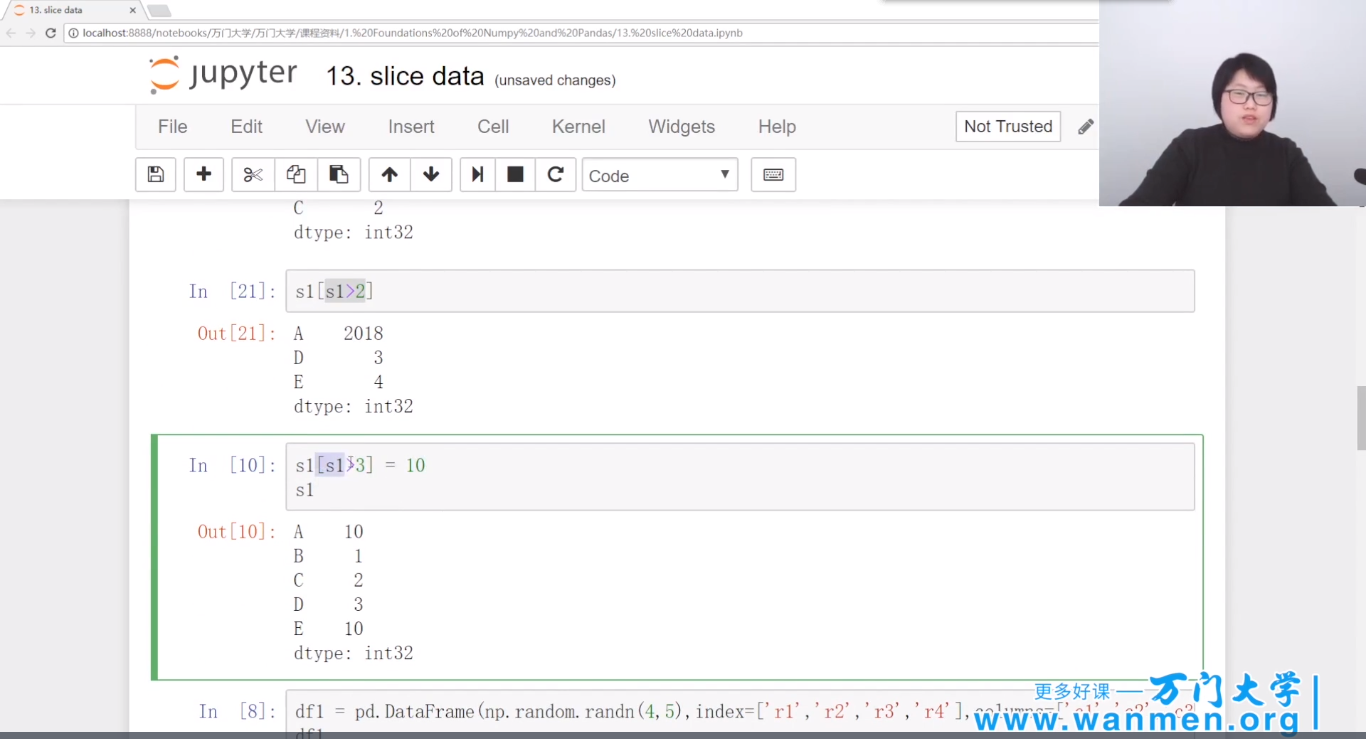 13. slice data
localhost:8888/notebooks/万门大学/万门大学/课程资料/1.%20Foundations%20of%20Numpy%20and%20Pandas/13.%20slice%20data.ipynb
jupyter 13. slice data (unsaved changes)
File Edit View Insert Cell Kernel Widgets Help Not Trusted
Code
C 2
dtype: int32
In [21]: s1[s1>2]
Out[21]: A 2018
D 3
E 4
dtype: int32
In [10]: s1[s1>3] = 10
s1
Out[10]: A 10
B 1
C 2
D 3
E 10
dtype: int32
In [8]: df1 = pd.DataFrame(np.random.randn(4,5),index=['r1','r2','r3','r4'],columns=['c1','c2','c3
df1
更多好课 — 万门大学
www.wanmen.org